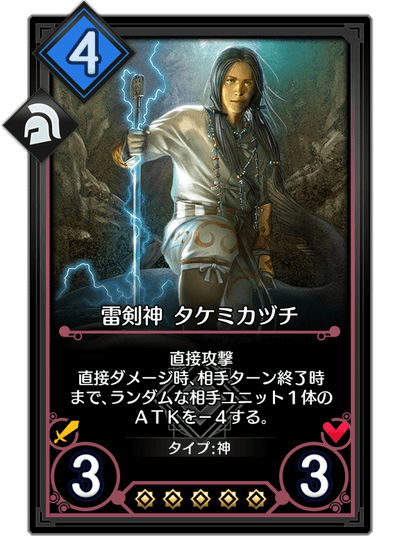 4
雷剣神 タケミカヅチ
直接攻撃
直接ダメージ時、相手ターン終了時
まで、ランダムな相手ユニット1体の
ATKを-4する。
タイプ:神
3 3